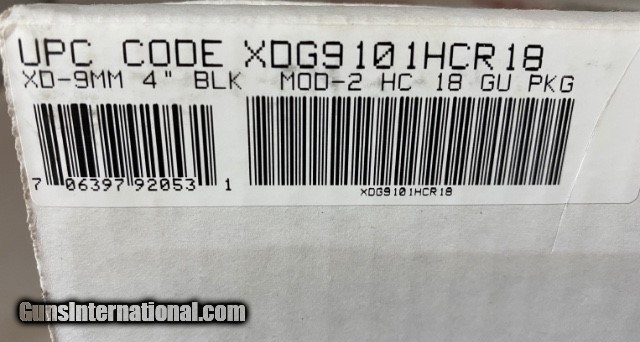 UPC CODE XDG9101HCR18
XD-9MM 4" BLK MOD-2 HC 18 GU PKG
7 06397 92053 1
XDG9101HCR18
GunsInternational.com